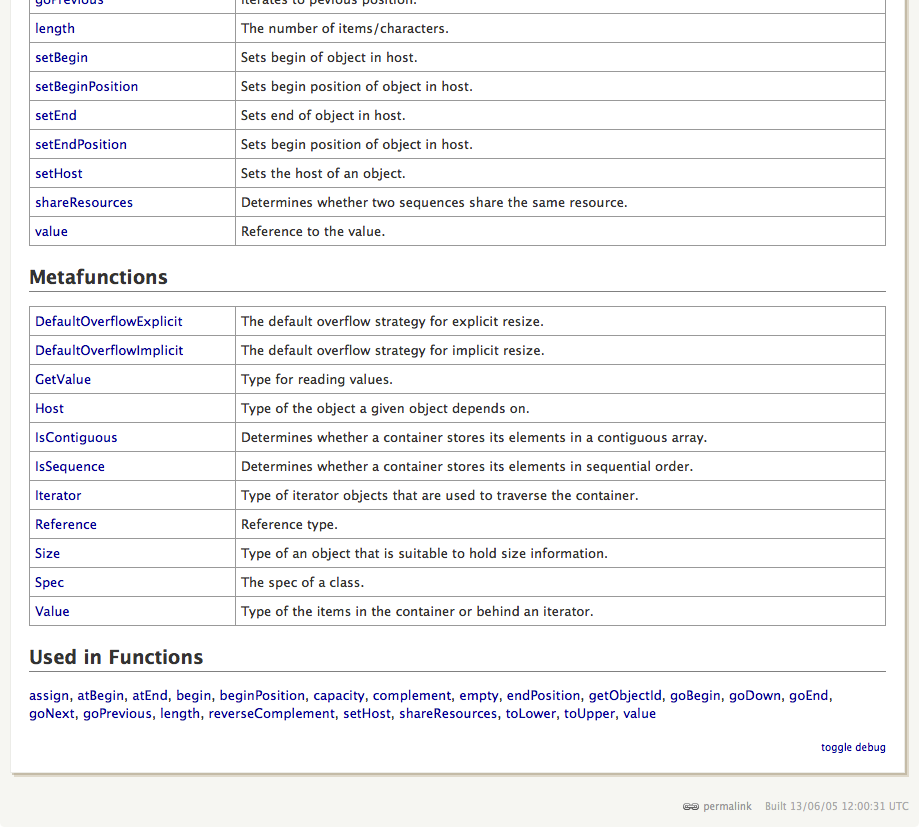 goPrevious Iterates to pevious position.
length The number of items/characters.
setBegin Sets begin of object in host.
setBeginPosition Sets begin position of object in host.
setEnd Sets end of object in host.
setEndPosition Sets begin position of object in host.
setHost Sets the host of an object.
shareResources Determines whether two sequences share the same resource.
value Reference to the value.
Metafunctions
DefaultOverflowExplicit The default overflow strategy for explicit resize.
DefaultOverflowImplicit The default overflow strategy for implicit resize.
GetValue Type for reading values.
Host Type of the object a given object depends on.
IsContiguous Determines whether a container stores its elements in a contiguous array.
IsSequence Determines whether a container stores its elements in sequential order.
Iterator Type of iterator objects that are used to traverse the container.
Reference Reference type.
Size Type of an object that is suitable to hold size information.
Spec The spec of a class.
Value Type of the items in the container or behind an iterator.
Used in Functions
assign, atBegin, atEnd, begin, beginPosition, capacity, complement, empty, endPosition, getObjectId, goBegin, goDown, goEnd,
goNext, goPrevious, length, reverseComplement, setHost, shareResources, toLower, toUpper, value
toggle debug
permalink Built 13/06/05 12:00:31 UTC